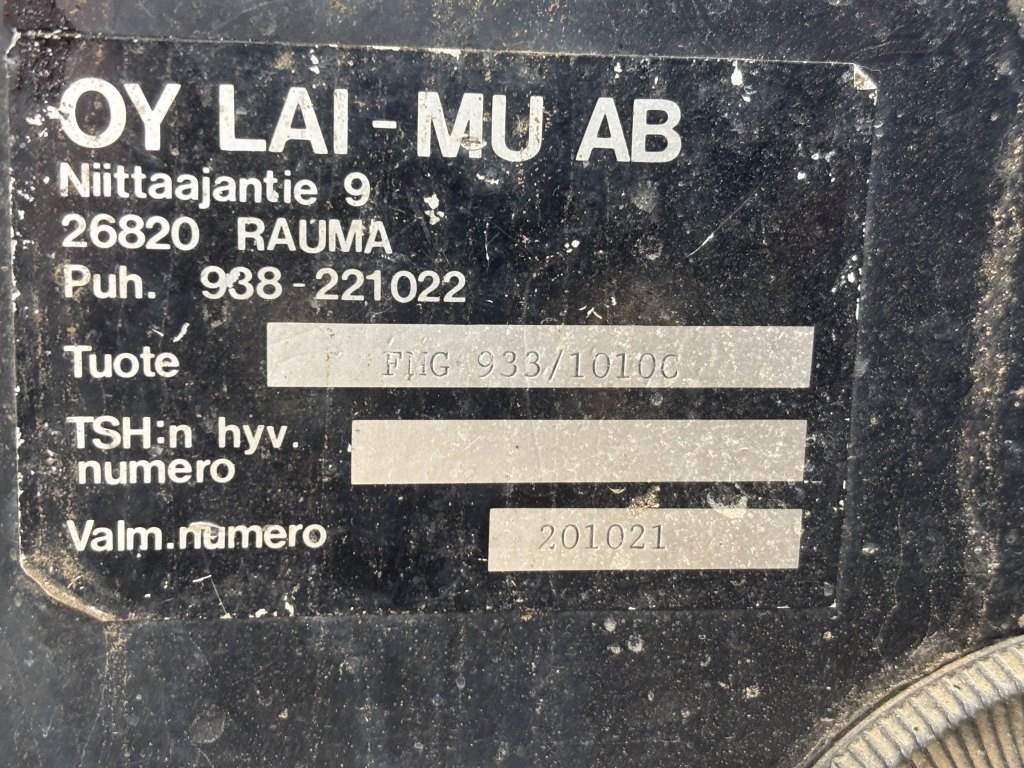 OY LAI-MU AB
Niittaajantie 9
26820 RAUMA
Puh. 938-221022
Tuote FHG 933/1010C
TSH:n hyv.
numero
Valm.numero 201021